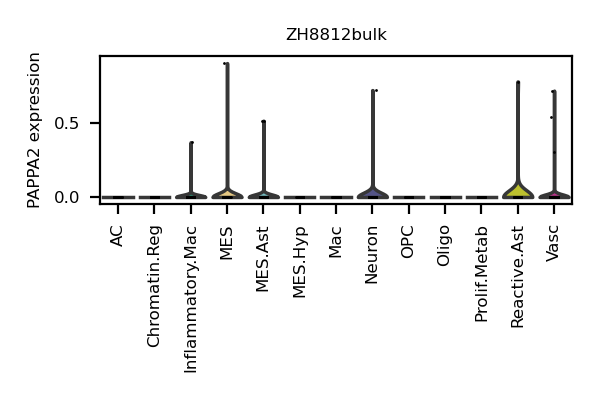 ZH8812bulk
PAPPA2 expression
0.5
0.0
AC
Chromatin.Reg
Inflammatory.Mac
MES
MES.Ast
MES.Hyp
Mac
Neuron
OPC
Oligo
Prolif.Metab
Reactive.Ast
Vasc